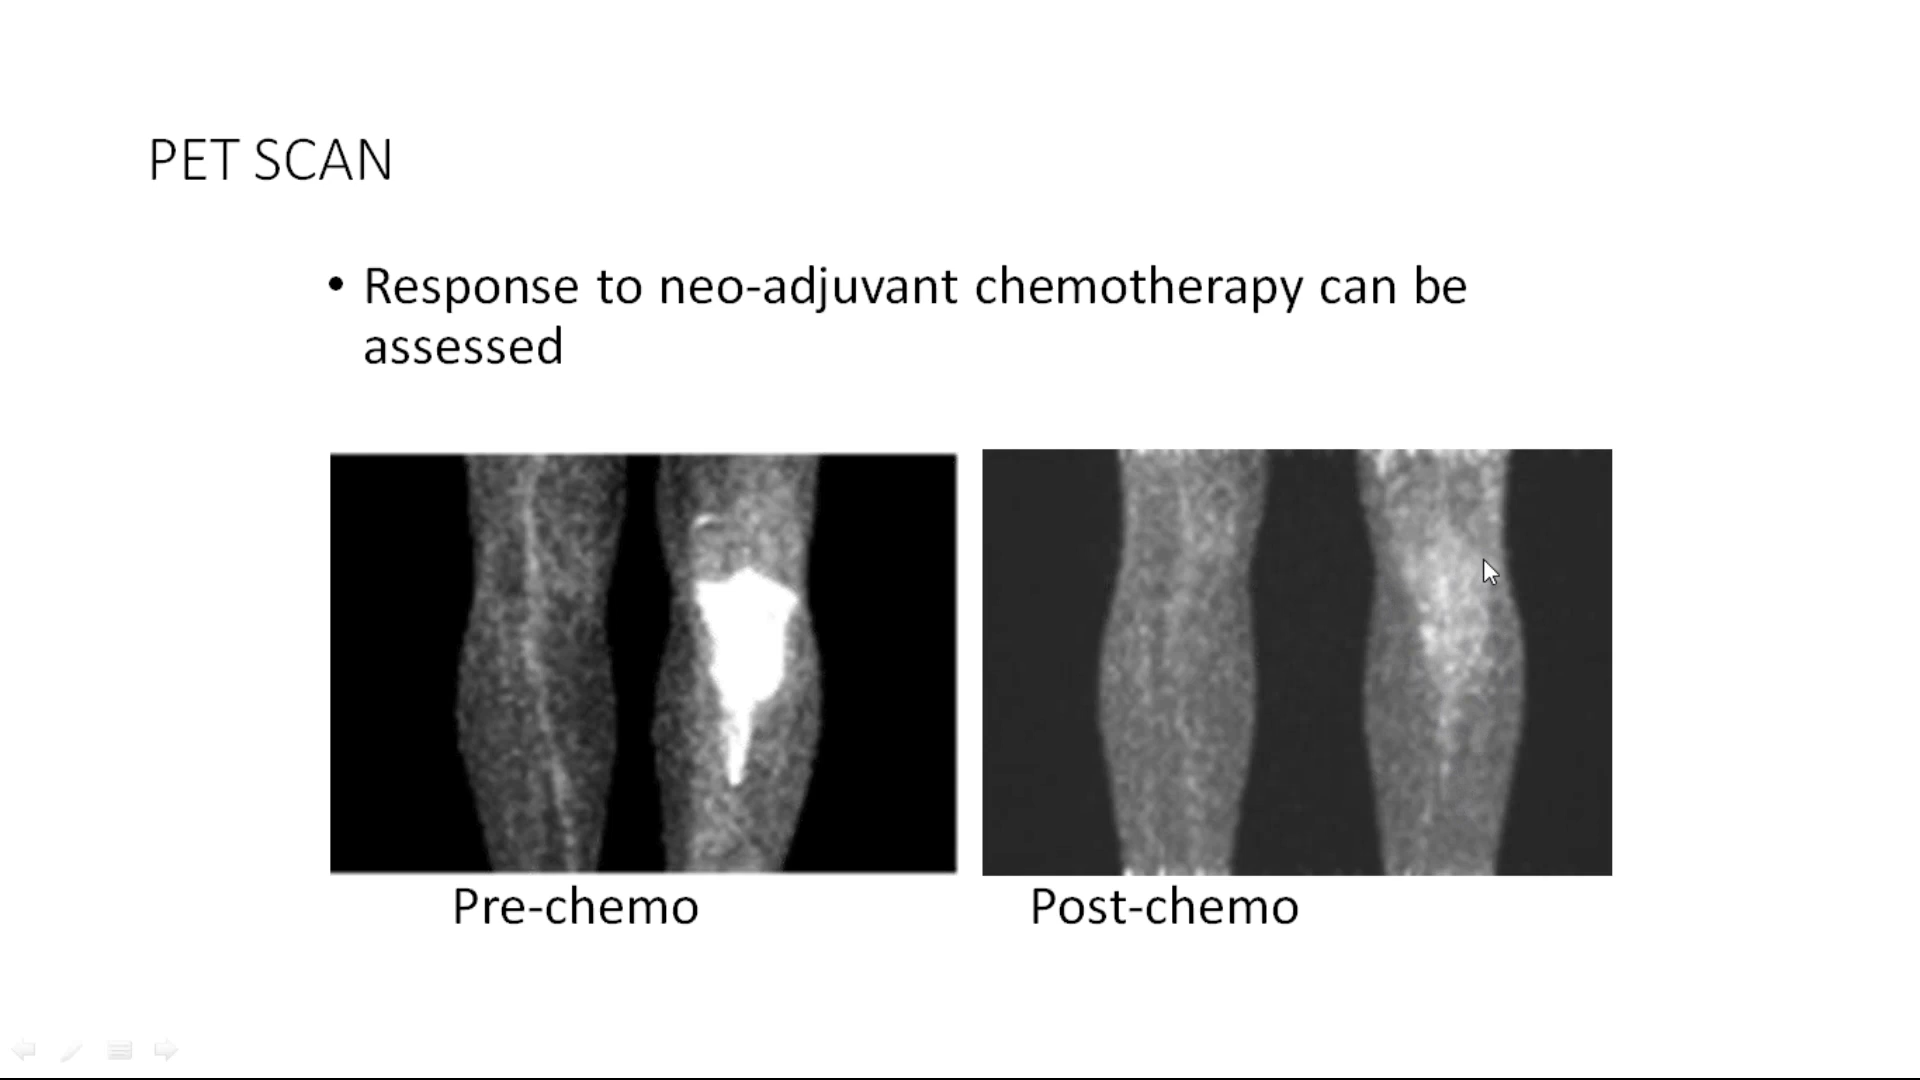 PET SCAN
• Response to neo-adjuvant chemotherapy can be
assessed
Pre-chemo
Post-chemo